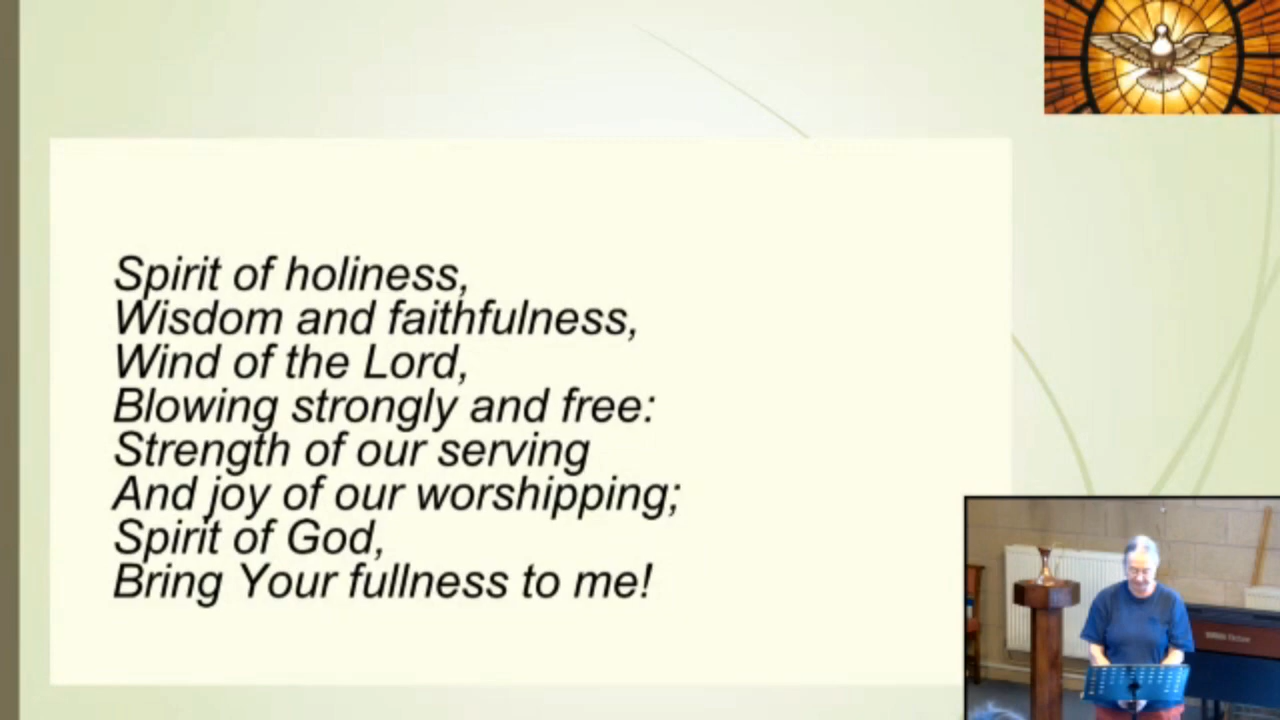 Spirit of holiness,
Wisdom and faithfulness,
Wind of the Lord,
Blowing strongly and free:
Strength of our serving
And joy of our worshipping;
Spirit of God,
Bring Your fullness to me!